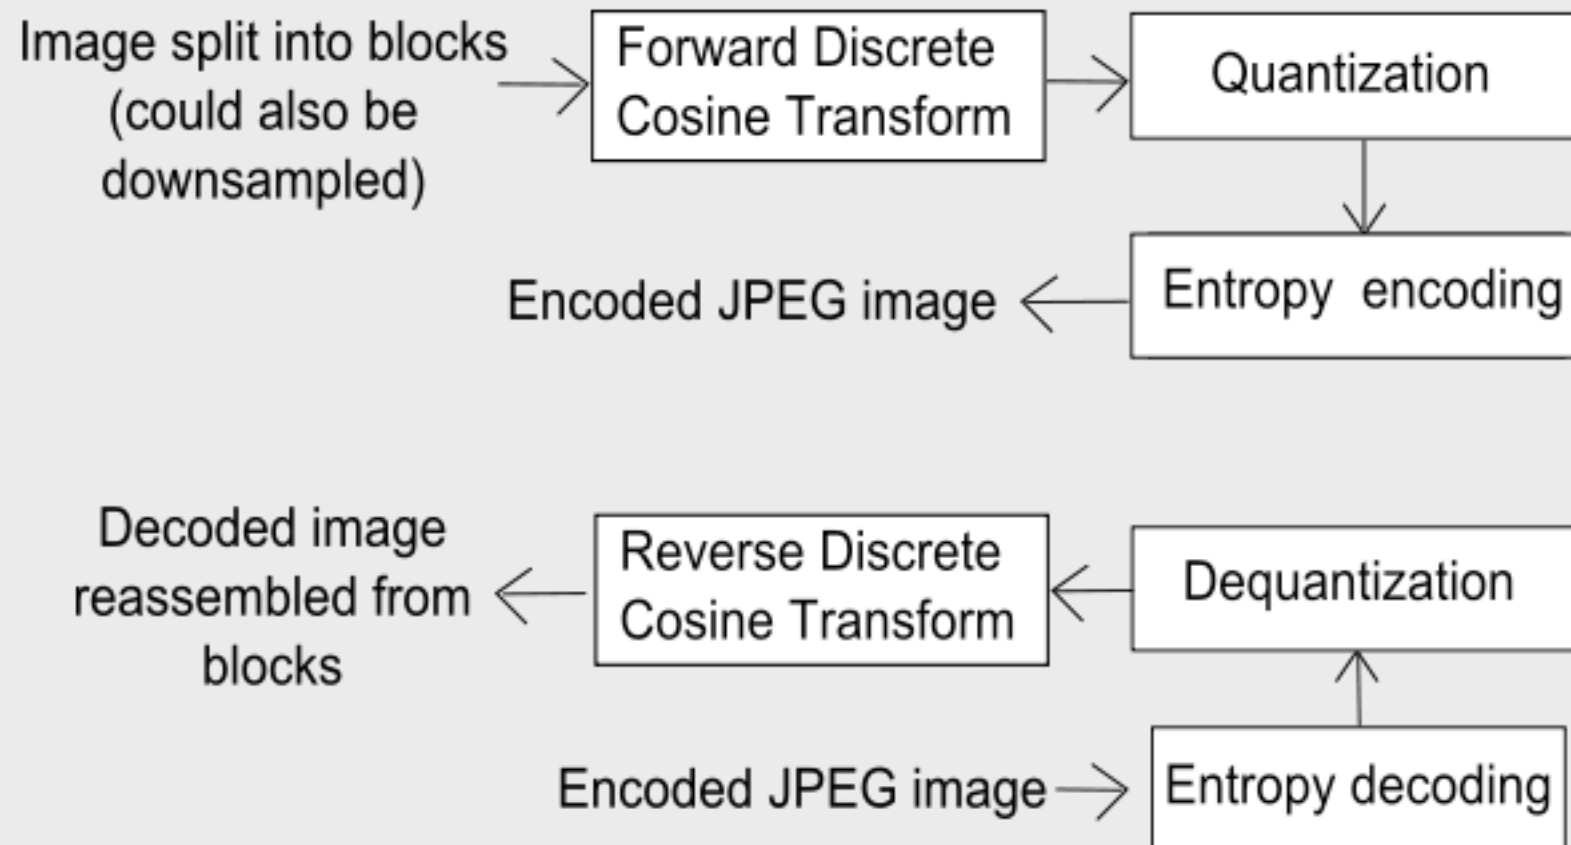 Image split into blocks
(could also be
downsampled)
Forward Discrete
Cosine Transform
Quantization
Entropy encoding
Encoded JPEG image
Decoded image
reassembled from
blocks
Reverse Discrete
Cosine Transform
Dequantization
Encoded JPEG image
Entropy decoding